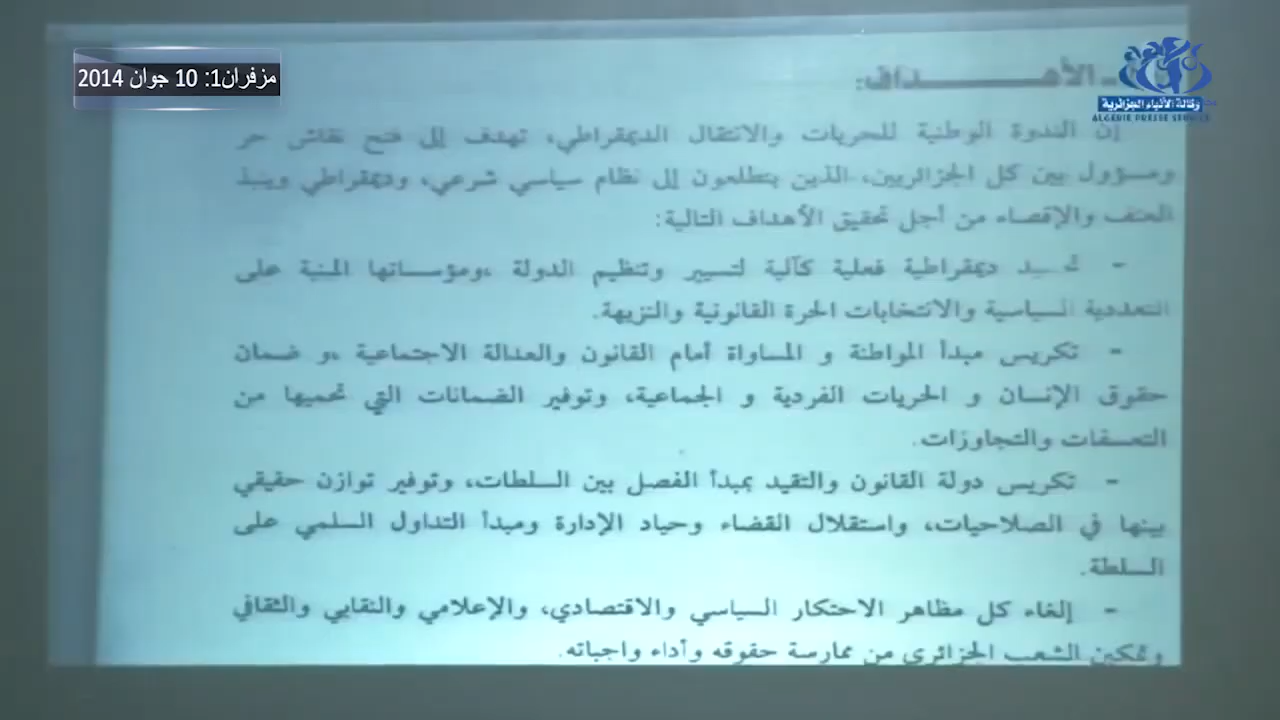 مزفران1: 10 جوان 2014
وكالة الأنباء الجزائرية
ALGERIE PRESSE SERVICE
الأهـــــــداف:
إن الندوة الوطنية للحريات والانتقال الديمقراطي، تهدف إلى فتح نقاش حر
ومسؤول بين كل الجزائريين، الذين يتطلعون إلى نظام سياسي شرعي، وديمقراطي وينبذ
العنف والإقصاء من أجل تحقيق الأهداف التالية:
- ديمقراطية فعلية كآلية لتسيير وتنظيم الدولة ،ومؤسساتها المبنية على
التعددية السياسية والانتخابات الحرة القانونية والنزيهة.
- تكريس مبدأ المواطنة و المساواة أمام القانون والعدالة الاجتماعية ،و ضمان
حقوق الإنسان و الحريات الفردية و الجماعية، وتوفير الضمانات التي تحميها من
التعسفات والتجاوزات.
- تكريس دولة القانون والتقيد بمبدأ الفصل بين السلطات، وتوفير توازن حقيقي
بينها في الصلاحيات، واستقلال القضاء وحياد الإدارة ومبدأ التداول السلمي على
السلطة.
- إلغاء كل مظاهر الاحتكار السياسي والاقتصادي، والإعلامي والنقابي والثقافي
وتمكين الشعب الجزائري من ممارسة حقوقه وأداء واجباته.